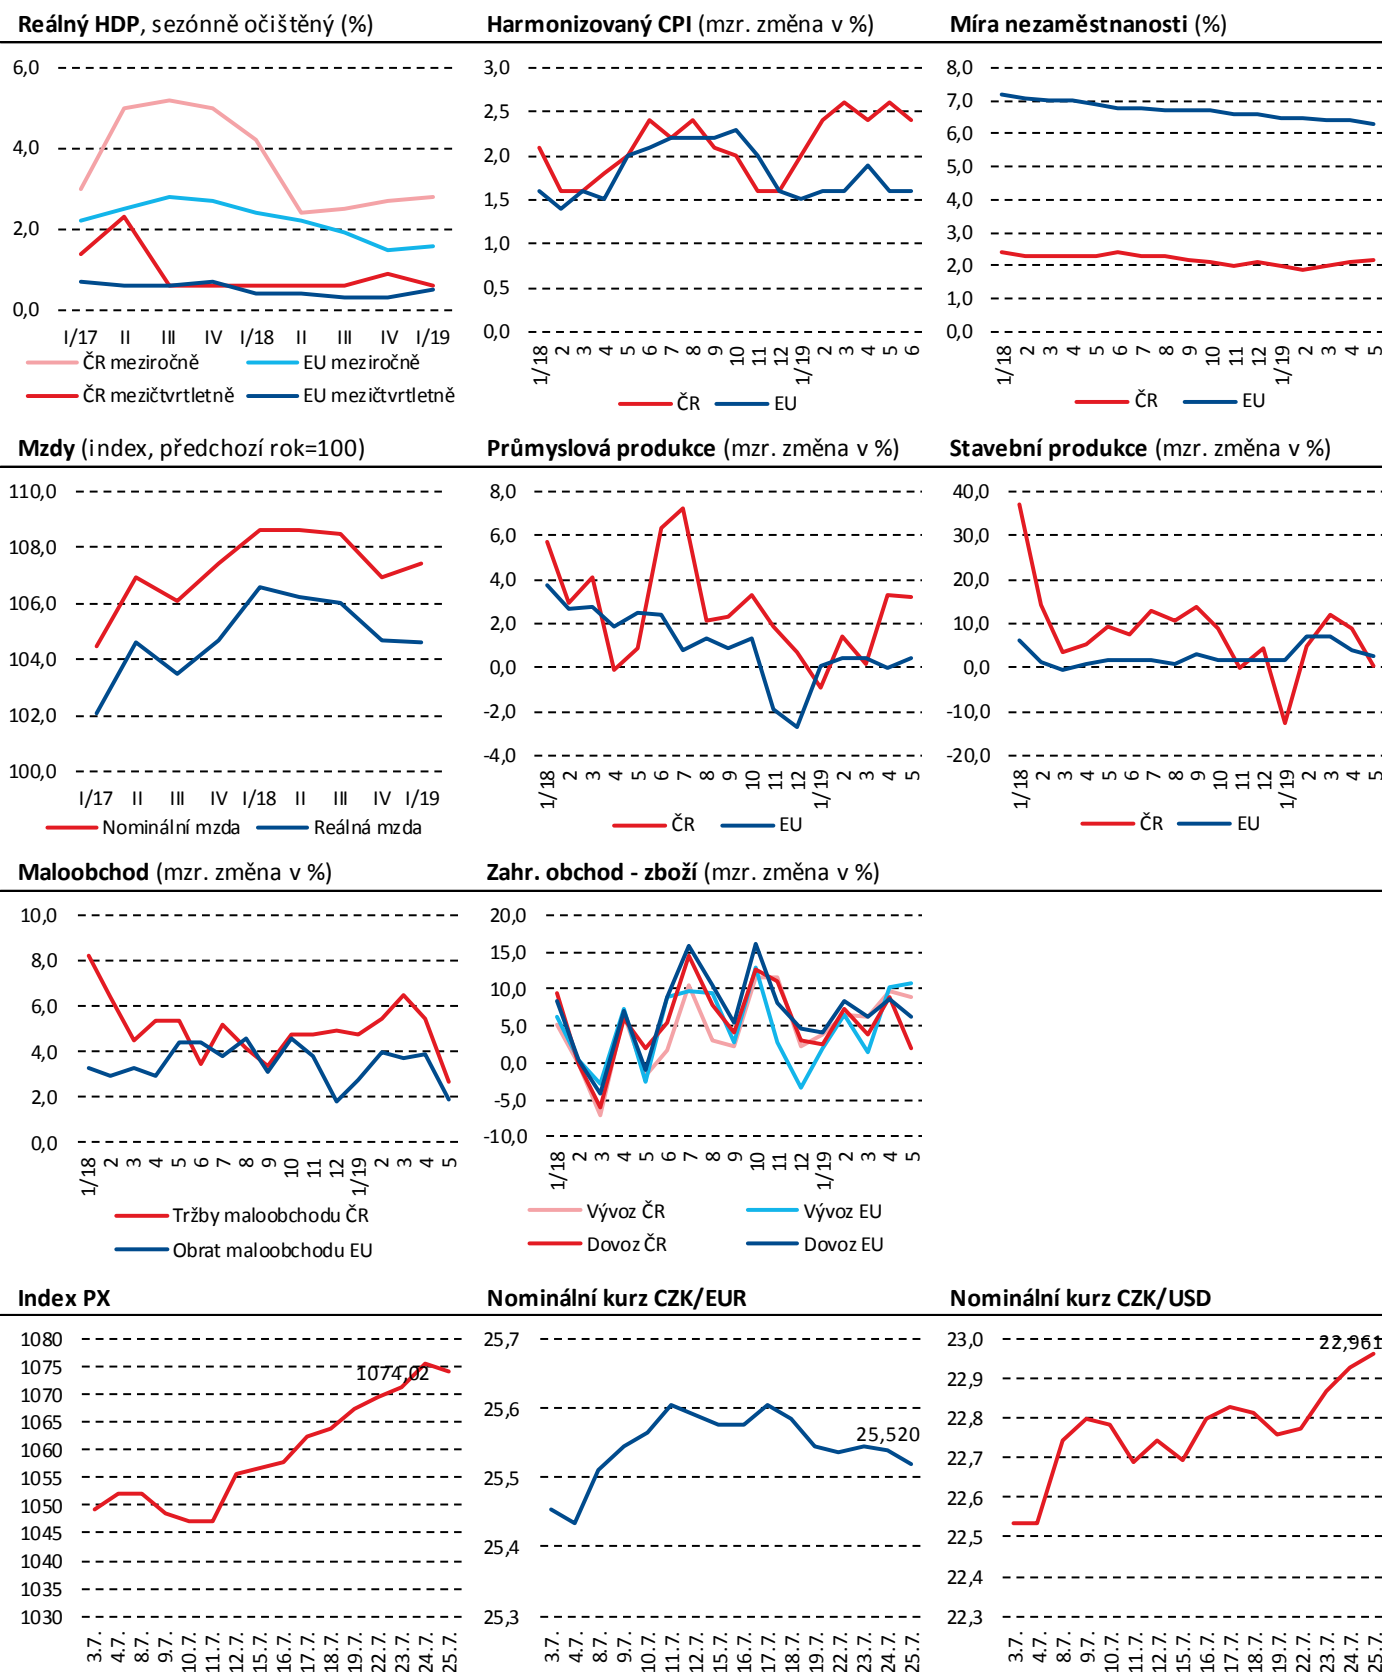 Reálný HDP, sezónně očištěný (%)
6,0
4,0
2,0
0,0
I/17 II III IV I/18 II III IV I/19
ČR meziročně EU meziročně
ČR mezičtvrtletně EU mezičtvrtletně
Harmonizovaný CPI (mzr. změna v %)
3,0
2,5
2,0
1,5
1,0
0,5
0,0
1/18 2 3 4 5 6 7 8 9 10 11 12 1/19 2 3 4 5 6
ČR EU
Míra nezaměstnanosti (%)
8,0
7,0
6,0
5,0
4,0
3,0
2,0
1,0
0,0
1/18 2 3 4 5 6 7 8 9 10 11 12 1/19 2 3 4 5
ČR EU
Mzdy (index, předchozí rok=100)
110,0
108,0
106,0
104,0
102,0
100,0
I/17 II III IV I/18 II III IV I/19
Nominální mzda Reálná mzda
Průmyslová produkce (mzr. změna v %)
8,0
6,0
4,0
2,0
0,0
-2,0
-4,0
1/18 2 3 4 5 6 7 8 9 10 11 12 1/19 2 3 4 5
ČR EU
Stavební produkce (mzr. změna v %)
40,0
30,0
20,0
10,0
0,0
-10,0
-20,0
1/18 2 3 4 5 6 7 8 9 10 11 12 1/19 2 3 4 5
ČR EU
Maloobchod (mzr. změna v %)
10,0
8,0
6,0
4,0
2,0
0,0
1/18 2 3 4 5 6 7 8 9 10 11 12 1/19 2 3 4 5
Tržby maloobchodu ČR
Obrat maloobchodu EU
Zahr. obchod - zboží (mzr. změna v %)
20,0
15,0
10,0
5,0
0,0
-5,0
-10,0
1/18 2 3 4 5 6 7 8 9 10 11 12 1/19 2 3 4 5
Vývoz ČR Vývoz EU
Dovoz ČR Dovoz EU
Index PX
1080
1075
1070
1065
1060
1055
1050
1045
1040
1035
1030
1074,02
3.7. 4.7. 8.7. 9.7. 10.7. 11.7. 12.7. 15.7. 16.7. 17.7. 18.7. 19.7. 22.7. 23.7. 24.7. 25.7.
Nominální kurz CZK/EUR
25,7
25,6
25,5
25,4
25,3
25,520
3.7. 4.7. 8.7. 9.7. 10.7. 11.7. 12.7. 15.7. 16.7. 17.7. 18.7. 19.7. 22.7. 23.7. 24.7. 25.7.
Nominální kurz CZK/USD
23,0
22,9
22,8
22,7
22,6
22,5
22,4
22,3
22,961
3.7. 4.7. 8.7. 9.7. 10.7. 11.7. 12.7. 15.7. 16.7. 17.7. 18.7. 19.7. 22.7. 23.7. 24.7. 25.7.